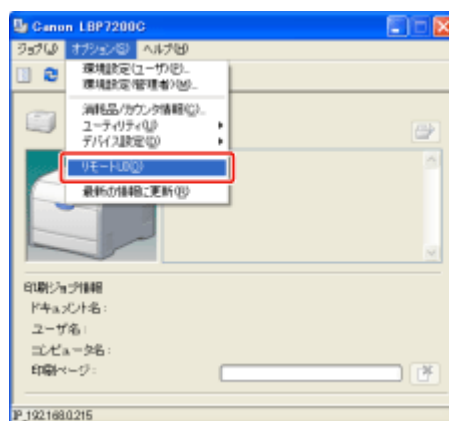 Canon LBP7200C
ジョブ(J) オプション(S) ヘルプ(H)
環境設定(ユーザ)(P)...
環境設定(管理者)(M)...
消耗品/カウンタ情報(C)...
ユーティリティ(U)
デバイス設定(D)
リモートUI(O)
最新の情報に更新(R)
印刷ジョブ情報
ドキュメント名:
ユーザ名:
コンピュータ名:
印刷ページ:
IP_192.168.0.215